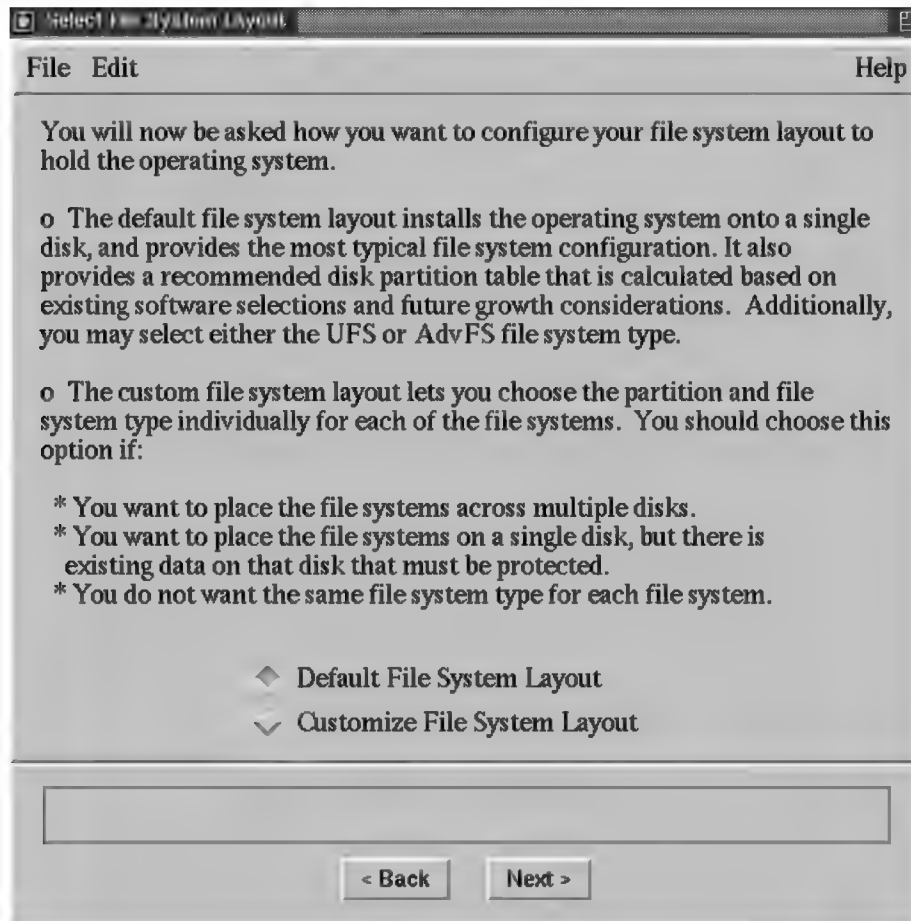 Select File System Layout
File Edit Help
You will now be asked how you want to configure your file system layout to
hold the operating system.
o The default file system layout installs the operating system onto a single
disk, and provides the most typical file system configuration. It also
provides a recommended disk partition table that is calculated based on
existing software selections and future growth considerations. Additionally,
you may select either the UFS or AdvFS file system type.
o The custom file system layout lets you choose the partition and file
system type individually for each of the file systems. You should choose this
option if:
* You want to place the file systems across multiple disks.
* You want to place the file systems on a single disk, but there is
existing data on that disk that must be protected.
* You do not want the same file system type for each file system.
Default File System Layout
Customize File System Layout
< Back Next >